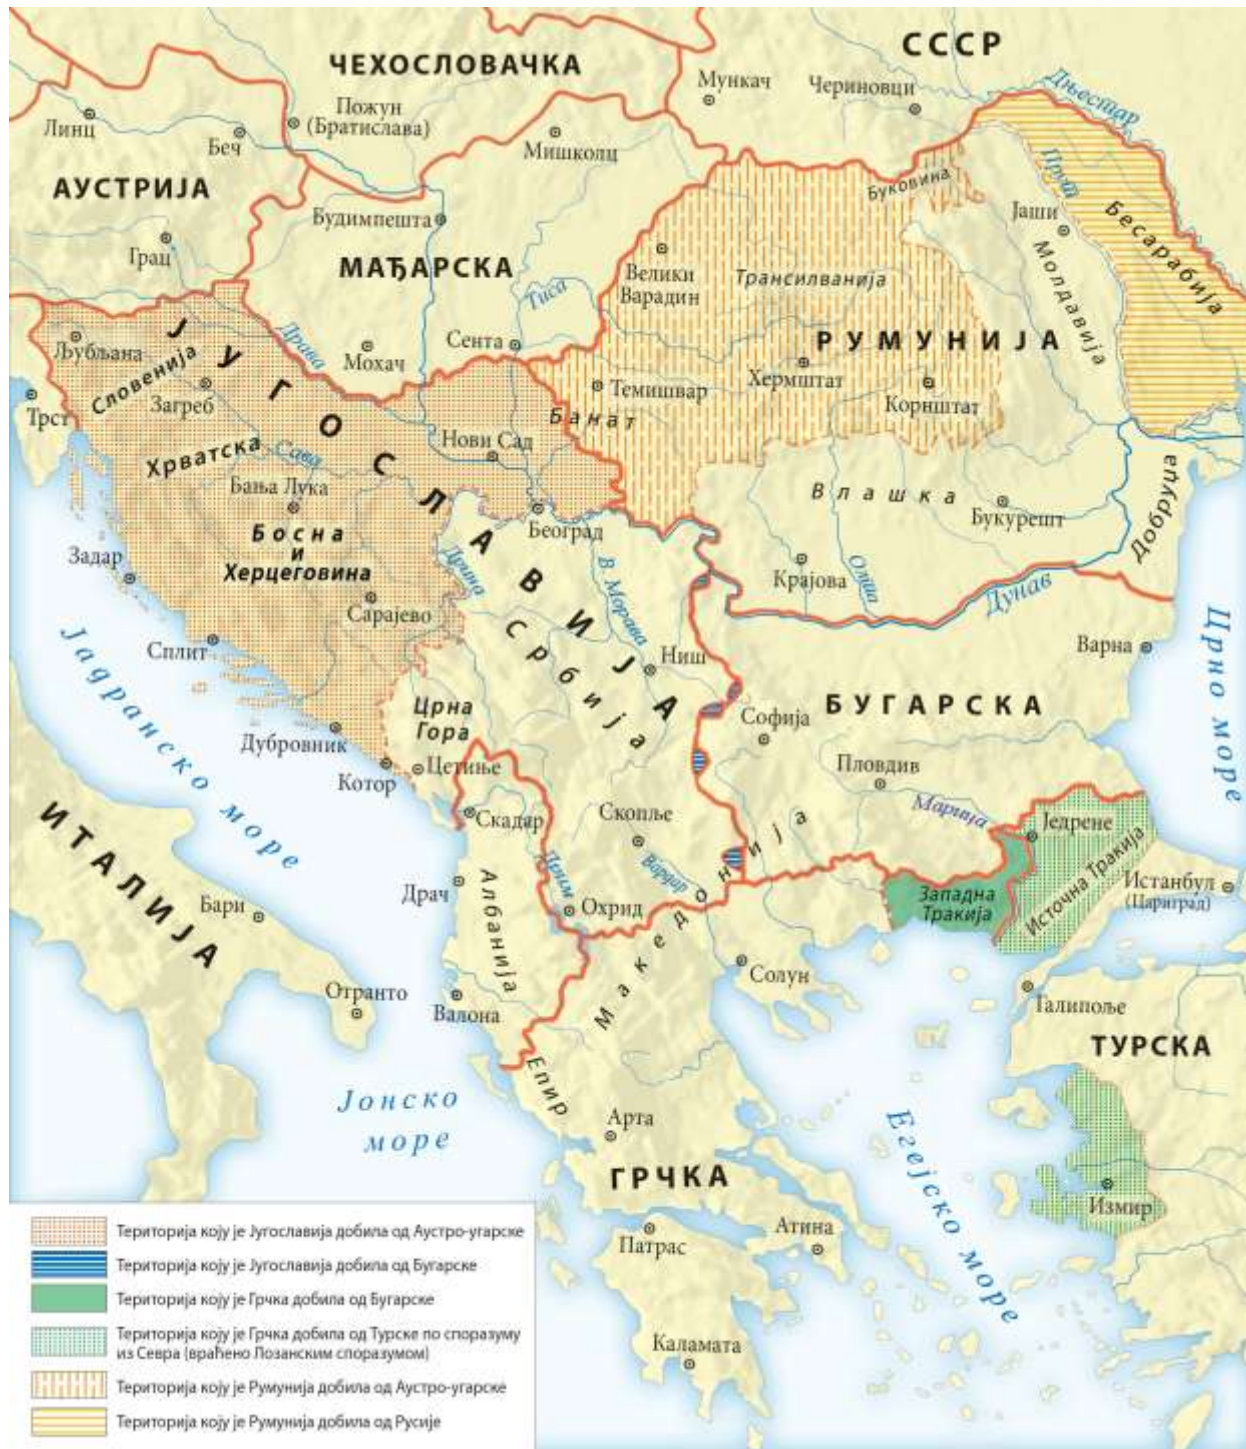 ЧЕХОСЛОВАЧКА
СССР
Мункач
Чериновци
Дњестар
Линц
Беч
Пожун
(Братислава)
Мишколц
АУСТРИЈА
Буковина
Прут
Јаши
Бесарабија
Будимпешта
Грац
МАЂАРСКА
Тиса
Велики
Варадин
Трансилванија
Молдавија
РУМУНИЈА
ЈУГОСЛАВИЈА
Драва
Мохач
Сента
Љубљана
Словенија
Загреб
Темишвар
Хермштат
Корнштат
Трст
Банат
Хрватска
Сава
Нови Сад
Бања Лука
Влашка
Букурешт
Добруџе
Београд
Босна
и
Херцеговина
Задар
Дрина
В. Морава
Крајова
Олта
Дунав
Сарајево
Србија
Сплит
Ниш
Варна
Црно море
Јадранско море
Црна
Гора
БУГАРСКА
Софија
Дубровник
Котор
Цетиње
Пловдив
Марица
Једрене
ИТАЛИЈА
Скадар
Скопље
Вардар
Дрим
Македонија
Источна Тракија
Западна
Тракија
Истанбул
(Цариград)
Драч
Албанија
Охрид
Бари
Солун
Отранто
Валона
Галипоље
ТУРСКА
Епир
Јонско
море
Арта
Егејско море
ГРЧКА
Измир
Патрас
Атина
Каламата
Територија коју је Југославија добила од Аустро-угарске
Територија коју је Југославија добила од Бугарске
Територија коју је Грчка добила од Бугарске
Територија коју је Грчка добила од Турске по споразуму
из Севра (враћено Лозанским споразумом)
Територија коју је Румунија добила од Аустро-угарске
Територија коју је Румунија добила од Русије